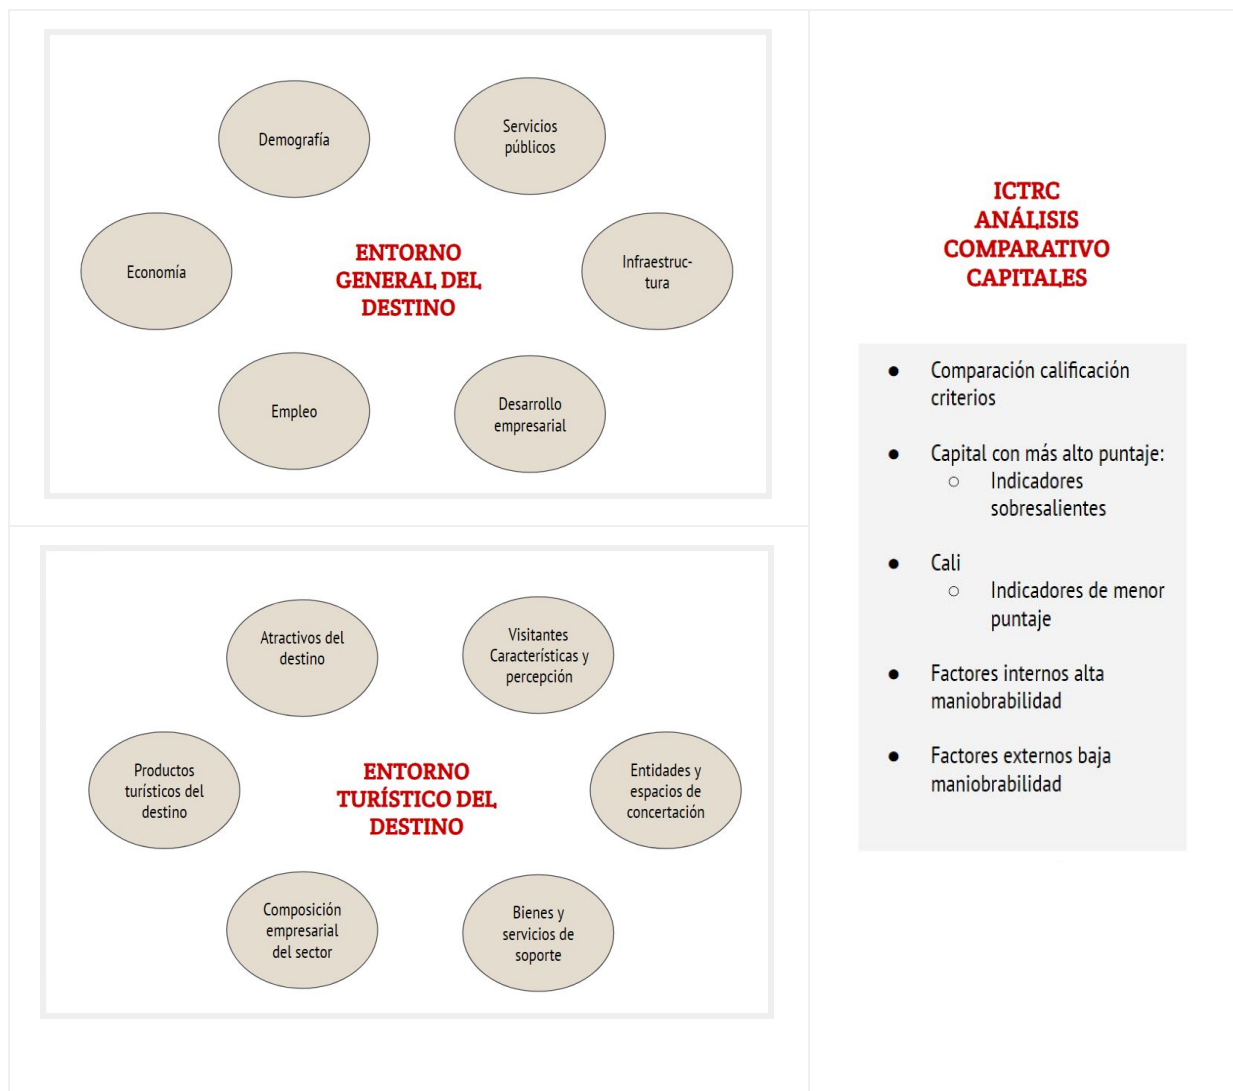 Demografía
Servicios
públicos
Economía
ENTORNO
GENERAL DEL
DESTINO
Infraestruc-
tura
Empleo
Desarrollo
empresarial
Atractivos del
destino
Visitantes
Características y
percepción
Productos
turísticos del
destino
ENTORNO
TURÍSTICO DEL
DESTINO
Entidades y
espacios de
concertación
Composición
empresarial
del sector
Bienes y
servicios de
soporte
ICTRC
ANÁLISIS
COMPARATIVO
CAPITALES
● Comparación calificación
criterios
● Capital con más alto puntaje:
○ Indicadores
sobresalientes
● Cali
○ Indicadores de menor
puntaje
● Factores internos alta
maniobrabilidad
● Factores externos baja
maniobrabilidad